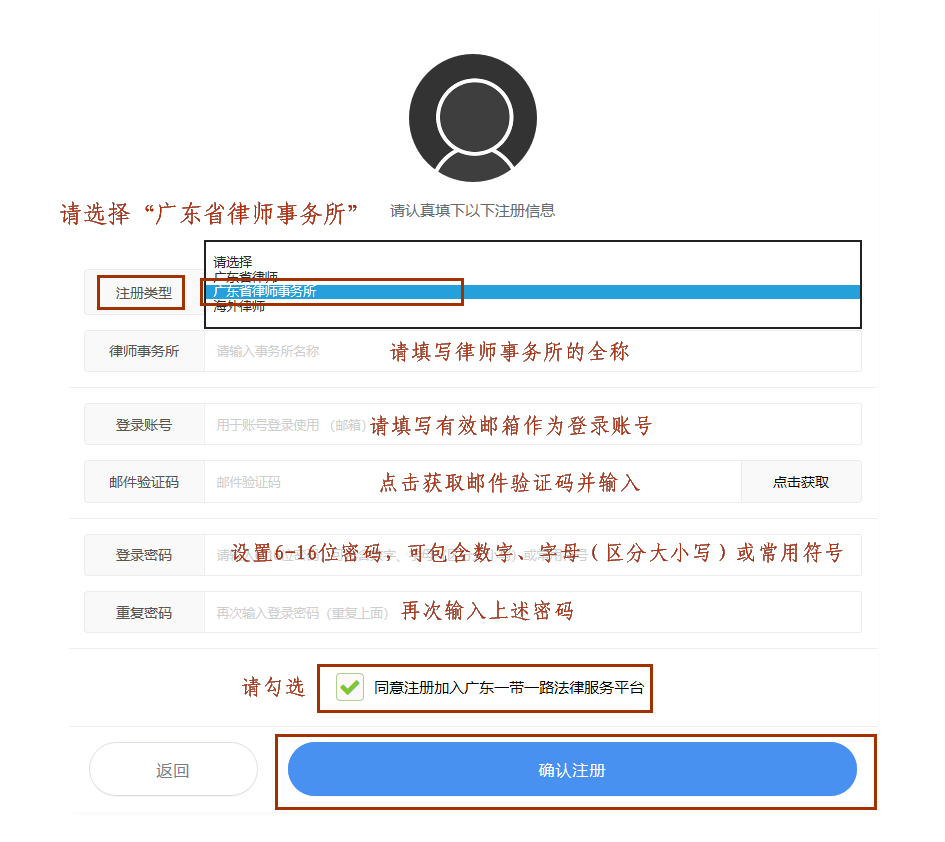 请选择“广东省律师事务所”
请认真填下以下注册信息
请选择
广东省律师
注册类型
广东省律师事务所
海外律师
律师事务所 请输入事务所名称 请填写律师事务所的全称
登录账号 用于账号登录使用 （邮箱） 请填写有效邮箱作为登录账号
邮件验证码 邮件验证码 点击获取邮件验证码并输入 点击获取
登录密码 设置6-16位密码，可包含数字、字母（区分大小写）或常用符号
重复密码 再次输入登录密码（重复上面） 再次输入上述密码
请勾选 同意注册加入广东一带一路法律服务平台
返回 确认注册